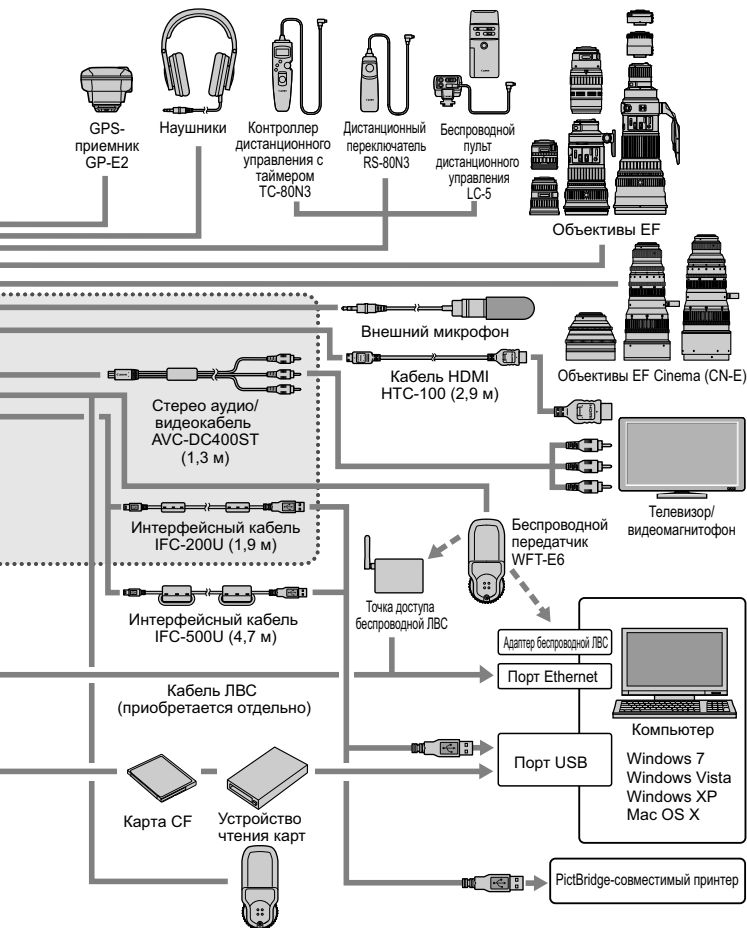 GPS-
приемник
GP-E2
Наушники
Контроллер
дистанционного
управления с
таймером
TC-80N3
Дистанционный
переключатель
RS-80N3
Беспроводной
пульт
дистанционного
управления
LC-5
Объективы EF
Внешний микрофон
Кабель HDMI
HTC-100 (2,9 м)
Объективы EF Cinema (CN-E)
Стерео аудио/
видеокабель
AVC-DC400ST
(1,3 м)
Телевизор/
видеомагнитофон
Интерфейсный кабель
IFC-200U (1,9 м)
Беспроводной
передатчик
WFT-E6
Точка доступа
беспроводной ЛВС
Интерфейсный кабель
IFC-500U (4,7 м)
Адаптер беспроводной ЛВС
Порт Ethernet
Кабель ЛВС
(приобретается отдельно)
Компьютер
Порт USB
Windows 7
Windows Vista
Windows XP
Mac OS X
Карта CF
Устройство
чтения карт
PictBridge-совместимый принтер